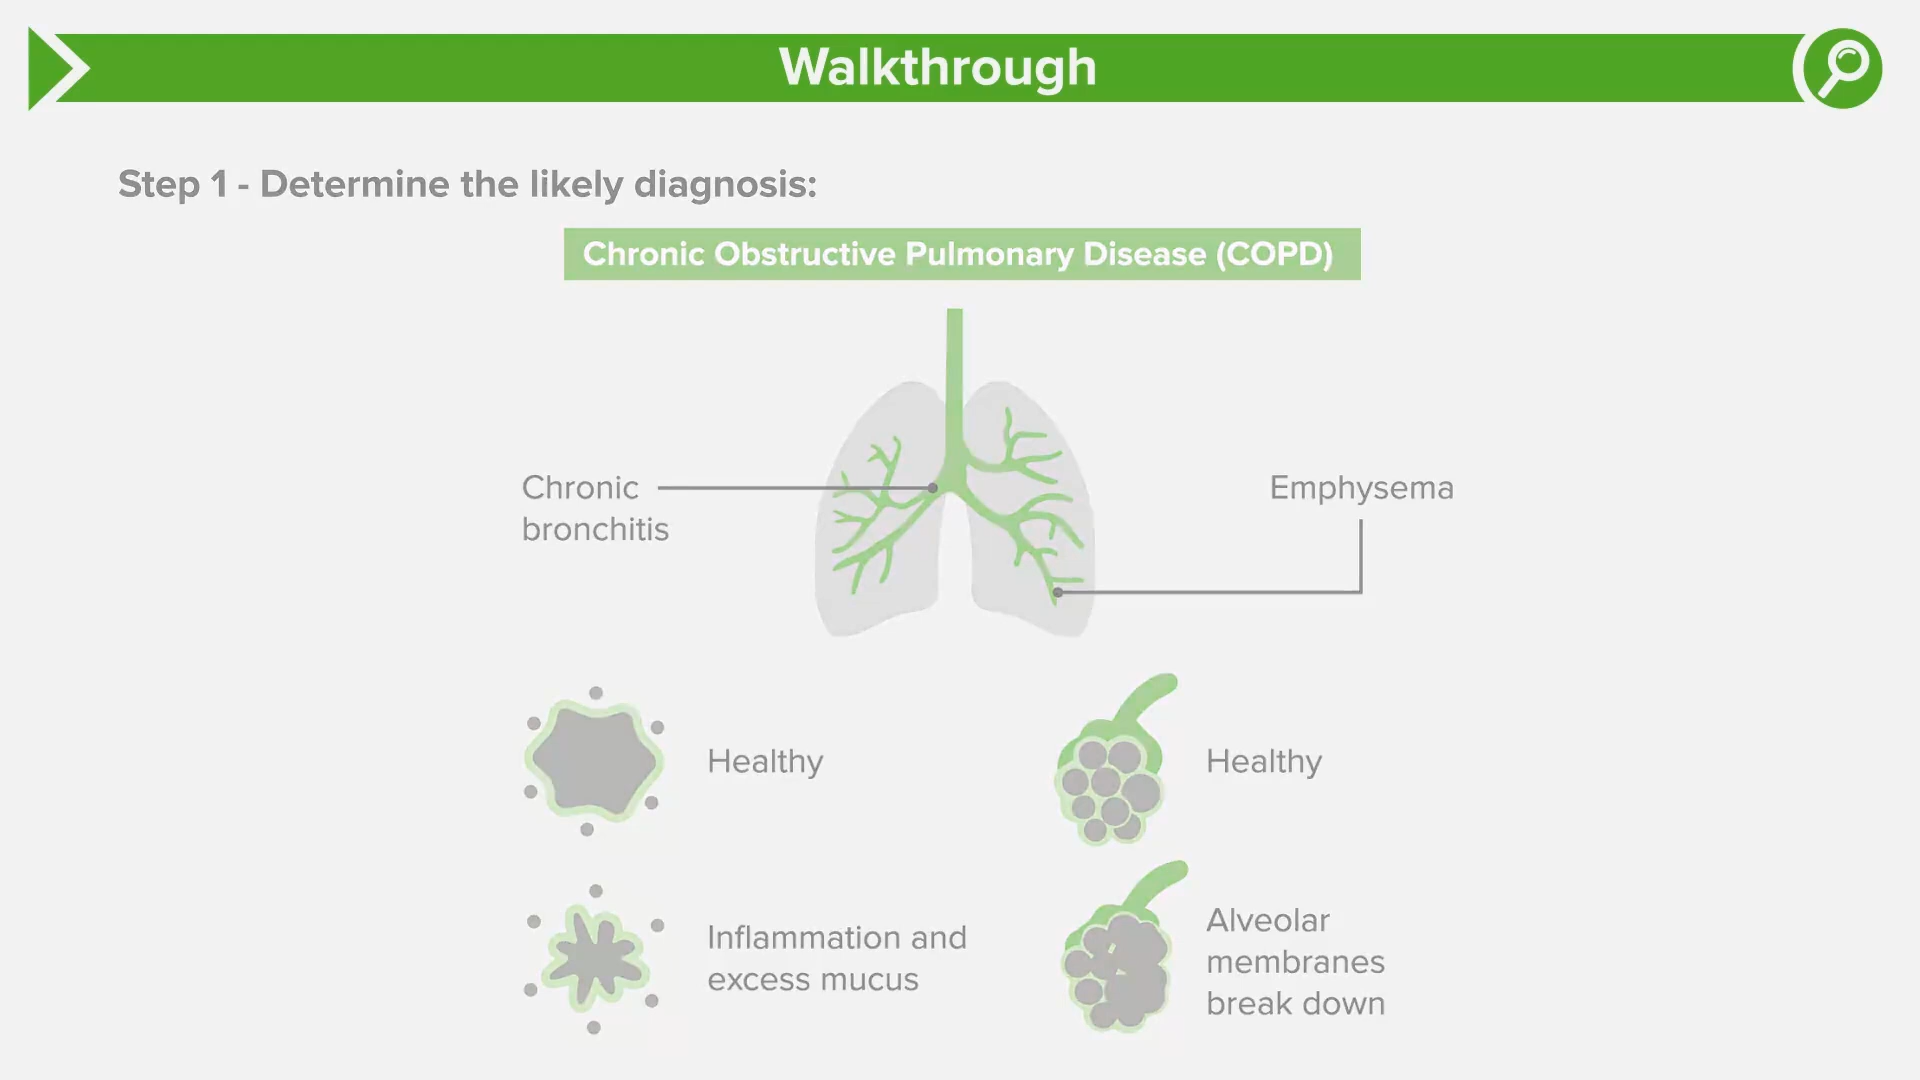 Walkthrough
Step 1 - Determine the likely diagnosis:
Chronic Obstructive Pulmonary Disease (COPD)
Chronic
bronchitis
Emphysema
Healthy
Healthy
Inflammation and
excess mucus
Alveolar
membranes
break down